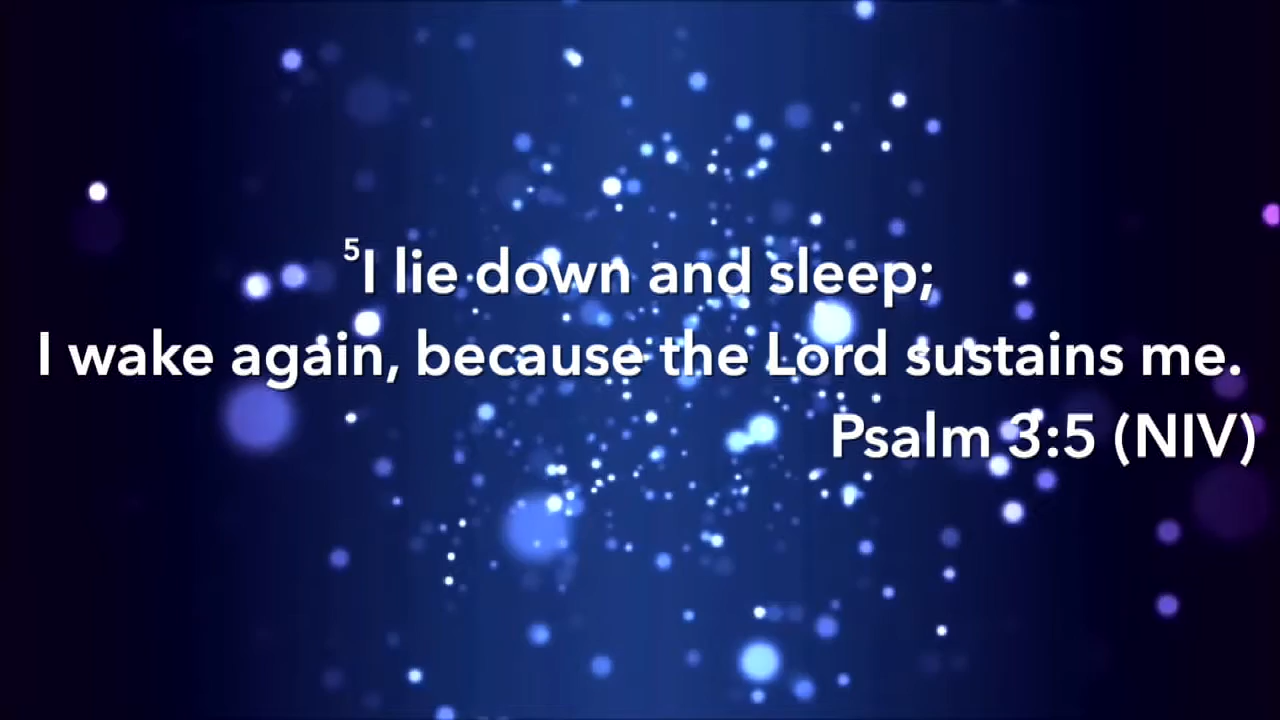 ⁵I lie down and sleep;
I wake again, because the Lord sustains me.
Psalm 3:5 (NIV)